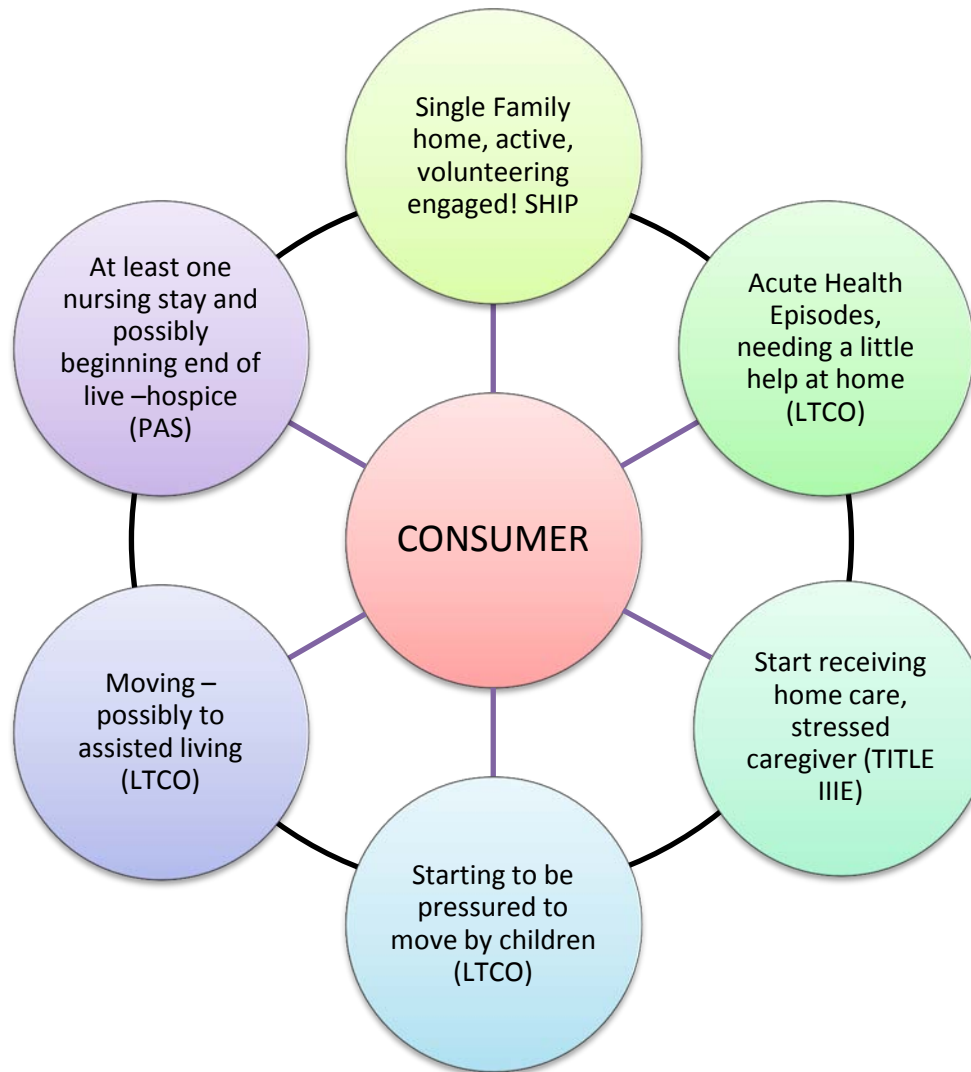 Single Family
home, active,
volunteering
engaged! SHIP
Acute Health
Episodes,
needing a little
help at home
(LTCO)
Start receiving
home care,
stressed
caregiver (TITLE
IIIE)
Starting to be
pressured to
move by children
(LTCO)
Moving –
possibly to
assisted living
(LTCO)
At least one
nursing stay and
possibly
beginning end of
live –hospice
(PAS)
CONSUMER